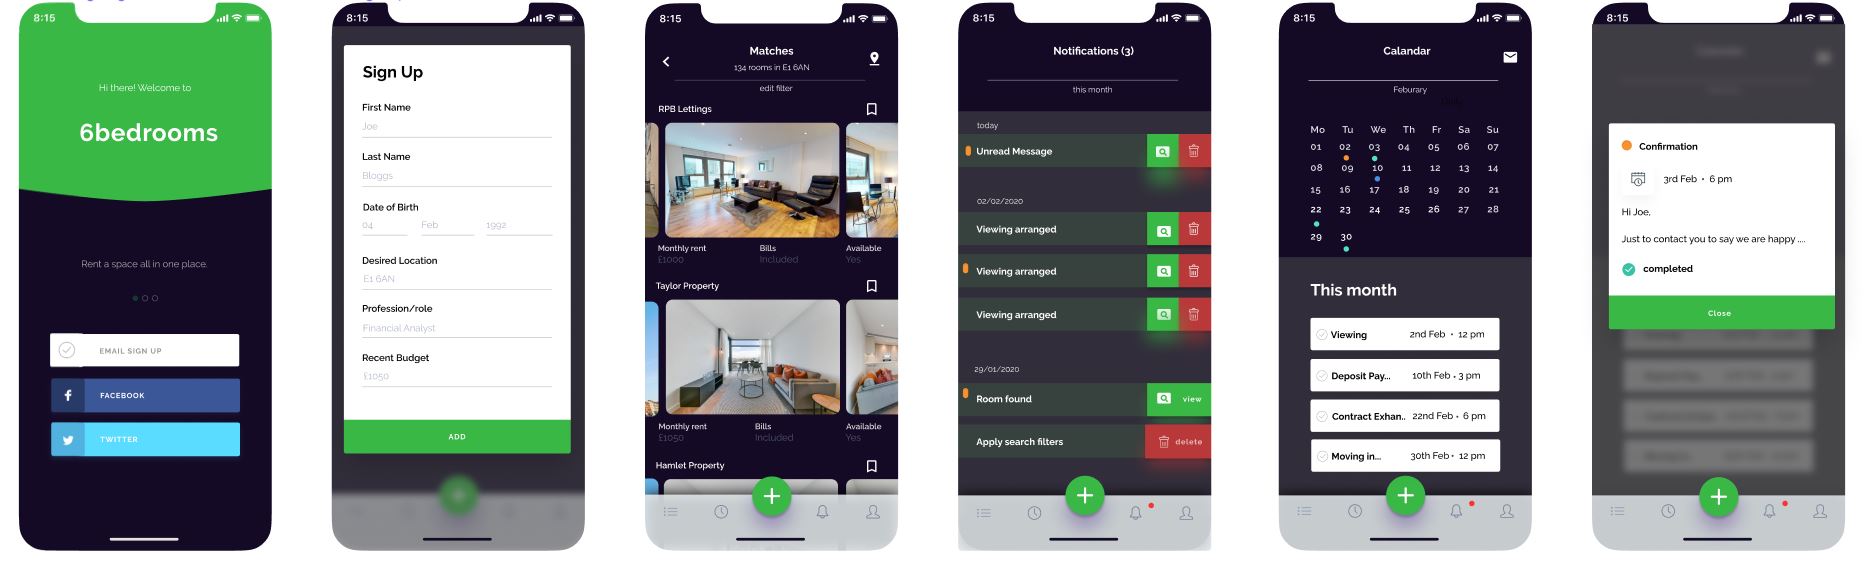 8:15
Hi there! Welcome to
6bedrooms
Rent a space all in one place.
EMAIL SIGN UP
FACEBOOK
TWITTER
8:15
Sign Up
First Name
Joe
Last Name
Bloggs
Date of Birth
04 Feb 1992
Desired Location
E1 6AN
Profession/role
Financial Analyst
Recent Budget
£1050
ADD
8:15
Matches
134 rooms in E1 6AN
edit filter
RPB Lettings
Monthly rent Bills Available
£1000 Included Yes
Taylor Property
Monthly rent Bills Available
£1050 Included Yes
Hamlet Property
8:15
Notifications (3)
this month
today
Unread Message
02/02/2020
Viewing arranged
Viewing arranged
Viewing arranged
29/01/2020
Room found view
Apply search filters delete
8:15
Calandar
Feburary
Daily
Mo Tu We Th Fr Sa Su
01 02 03 04 05 06 07
08 09 10 11 12 13 14
15 16 17 18 19 20 21
22 23 24 25 26 27 28
29 30
This month
Viewing 2nd Feb • 12 pm
Deposit Pay... 10th Feb • 3 pm
Contract Exhan.. 22nd Feb • 6 pm
Moving in... 30th Feb • 12 pm
8:15
Confirmation
3rd Feb • 6 pm
Hi Joe,
Just to contact you to say we are happy ....
completed
Close